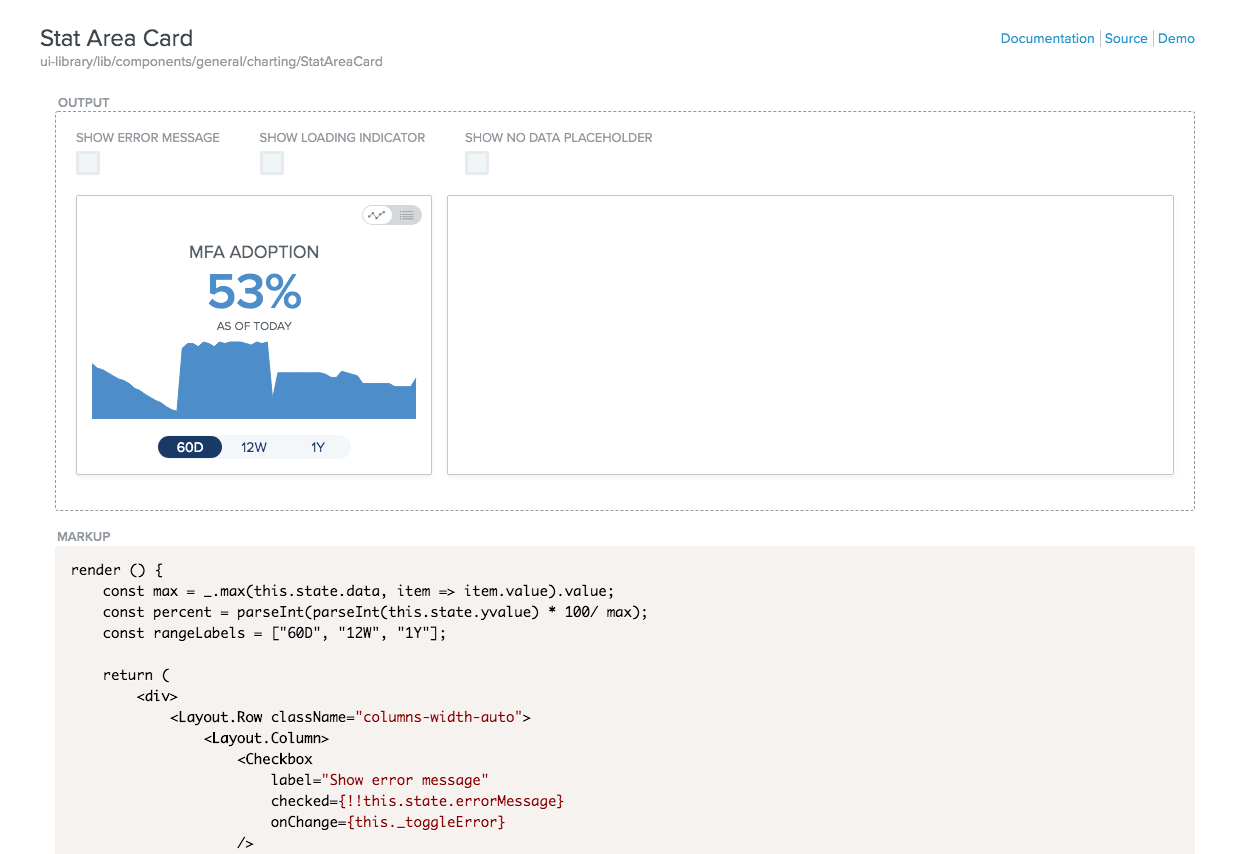 Stat Area Card
Documentation
Source
Demo
ui-library/lib/components/general/charting/StatAreaCard
OUTPUT
SHOW ERROR MESSAGE
SHOW LOADING INDICATOR
SHOW NO DATA PLACEHOLDER
MFA ADOPTION
53%
AS OF TODAY
60D
12W
1Y
MARKUP
render () {
    const max = _.max(this.state.data, item => item.value).value;
    const percent = parseInt(parseInt(this.state.yvalue) * 100/ max);
    const rangeLabels = ["60D", "12W", "1Y"];
    return (
        <div>
            <Layout.Row className="columns-width-auto">
                <Layout.Column>
                    <Checkbox
                        label="Show error message"
                        checked={!!this.state.errorMessage}
                        onChange={this._toggleError}
                    />